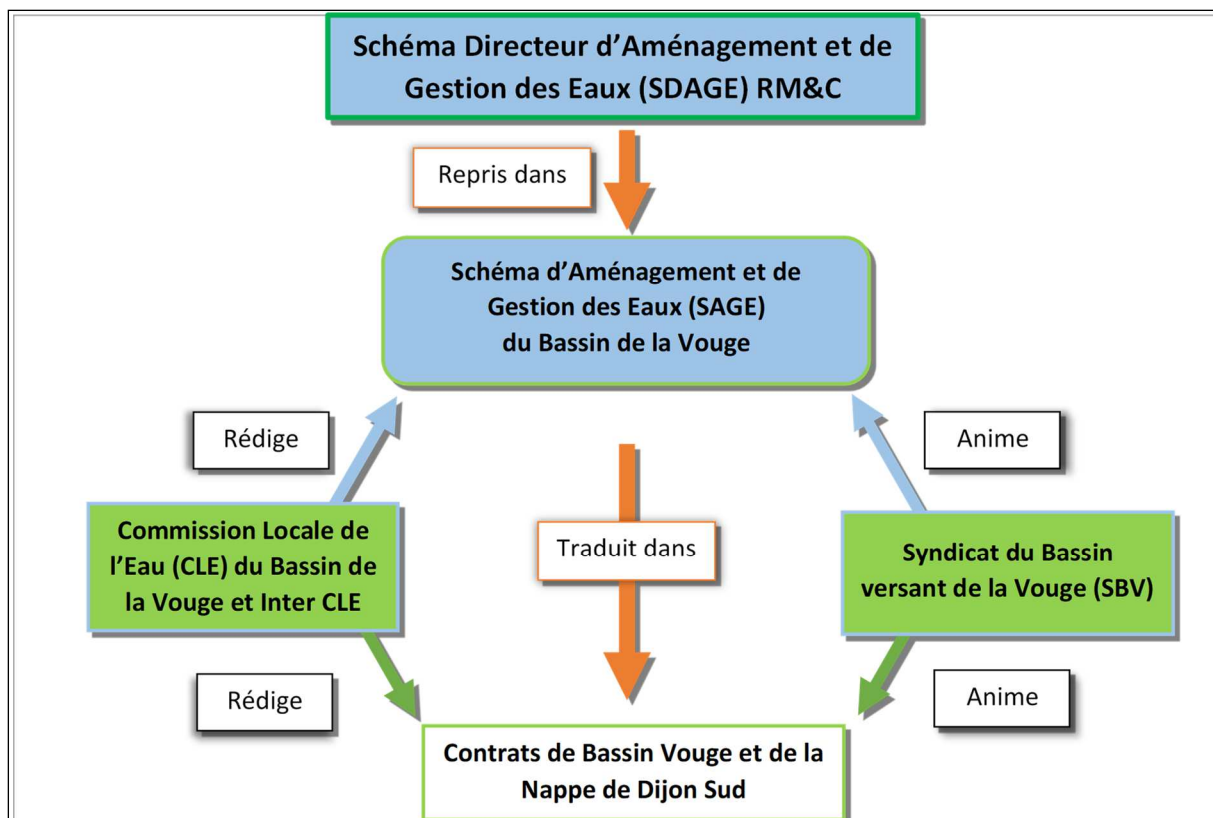 Schéma Directeur d’Aménagement et de
Gestion des Eaux (SDAGE) RM&C
Repris dans
Schéma d’Aménagement et de
Gestion des Eaux (SAGE)
du Bassin de la Vouge
Rédige
Anime
Commission Locale de
l’Eau (CLE) du Bassin de
la Vouge et Inter CLE
Traduit dans
Syndicat du Bassin
versant de la Vouge (SBV)
Rédige
Anime
Contrats de Bassin Vouge et de la
Nappe de Dijon Sud